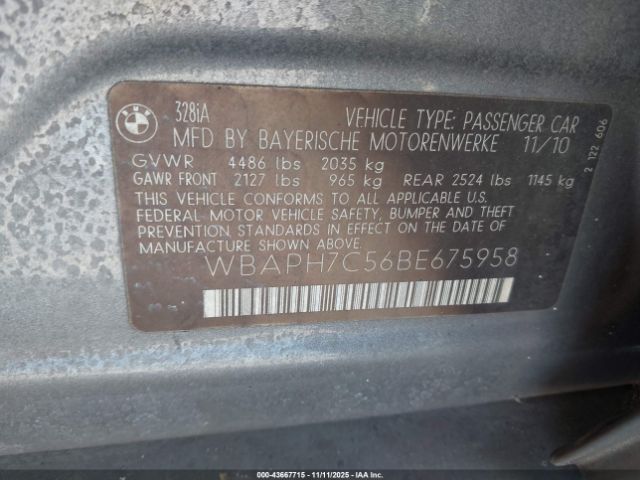 BMW
328iA
VEHICLE TYPE: PASSENGER CAR
MFD BY BAYERISCHE MOTORENWERKE 11/10
GVWR 4486 lbs 2035 kg
GAWR FRONT 2127 lbs 965 kg REAR 2524 lbs 1145 kg
THIS VEHICLE CONFORMS TO ALL APPLICABLE U.S.
FEDERAL MOTOR VEHICLE SAFETY, BUMPER AND THEFT
PREVENTION STANDARDS IN EFFECT ON THE DATE OF
MANUFACTURE SHOWN ABOVE.
WBAPH7C56BE675958
2 122 606
000-43667715 - 11/11/2025 - IAAI.COM